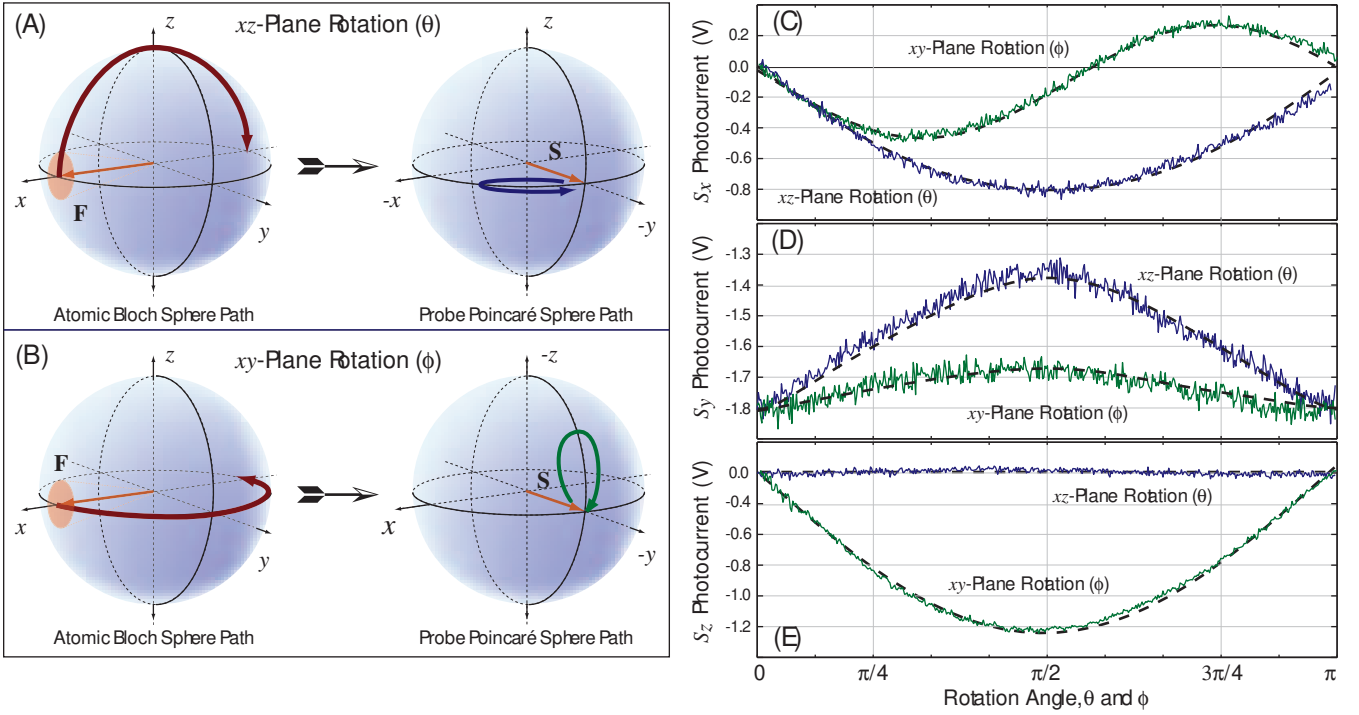 (A)
xz-Plane Rotation (θ)
z
z
x
F
y
S
-x
-y
Atomic Bloch Sphere Path
Probe Poincaré Sphere Path
(B)
xy-Plane Rotation (ϕ)
z
-z
F
x
y
S
x
-y
Atomic Bloch Sphere Path
Probe Poincaré Sphere Path
(C)
Sx Photocurrent (V)
0.2
0.0
-0.2
-0.4
-0.6
-0.8
xy-Plane Rotation (ϕ)
xz-Plane Rotation (θ)
(D)
Sy Photocurrent (V)
-1.3
-1.4
-1.5
-1.6
-1.7
-1.8
xz-Plane Rotation (θ)
xy-Plane Rotation (ϕ)
Sz Photocurrent (V)
0.0
-0.4
-0.6
-0.8
-1.0
-1.2
xz-Plane Rotation (θ)
xy-Plane Rotation (ϕ)
(E)
0
π/4
π/2
3π/4
π
Rotation Angle,θ and ϕ